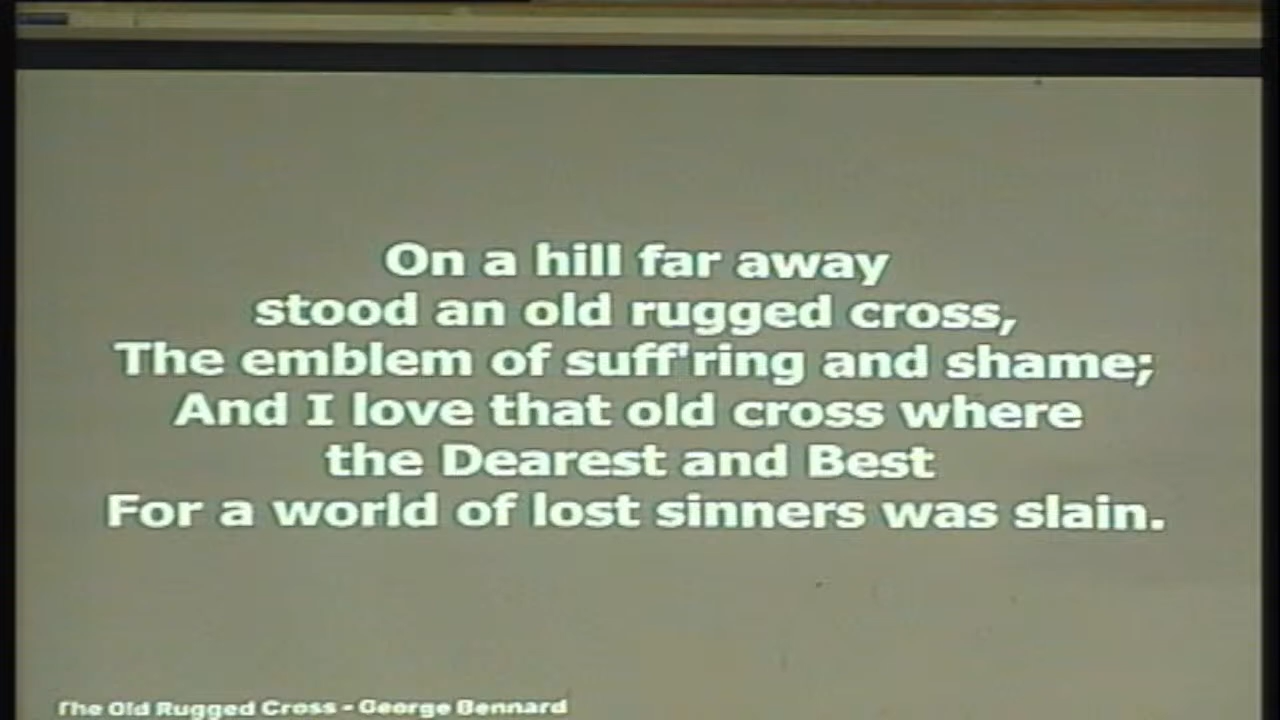 On a hill far away
stood an old rugged cross,
The emblem of suff'ring and shame;
And I love that old cross where
the Dearest and Best
For a world of lost sinners was slain.
The Old Rugged Cross - George Bennard